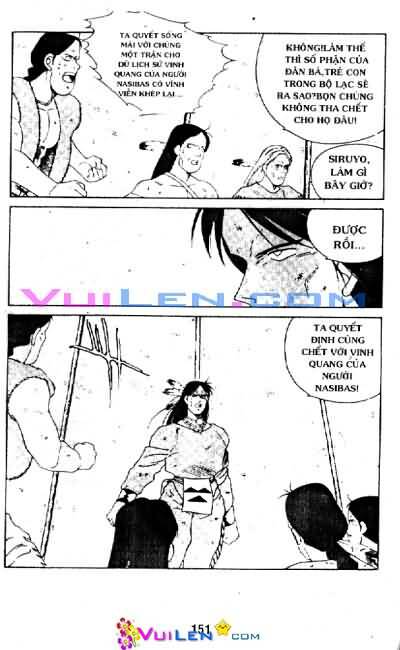 TA QUYẾT SỐNG
MÁI VỚI CHÚNG
MỘT TRẬN CHO
DÙ LỊCH SỬ VINH
QUANG CỦA NGƯỜI
NASIBAS CÓ VĨNH
VIỄN KHÉP LẠI...
KHÔNG!LÀM THẾ
THÌ SỐ PHẬN CỦA
ĐÀN BÀ,TRẺ CON
TRONG BỘ LẠC SẼ
RA SAO?BỌN CHÚNG
KHÔNG THA CHẾT
CHO HỌ ĐÂU!
SIRUYO,
LÀM GÌ
BÂY GIỜ?
ĐƯỢC
RỒI...
VUILEN.COM
TA QUYẾT
ĐỊNH CÙNG
CHẾT VỚI VINH
QUANG CỦA
NGƯỜI
NASIBAS!
151
VUILEN.COM